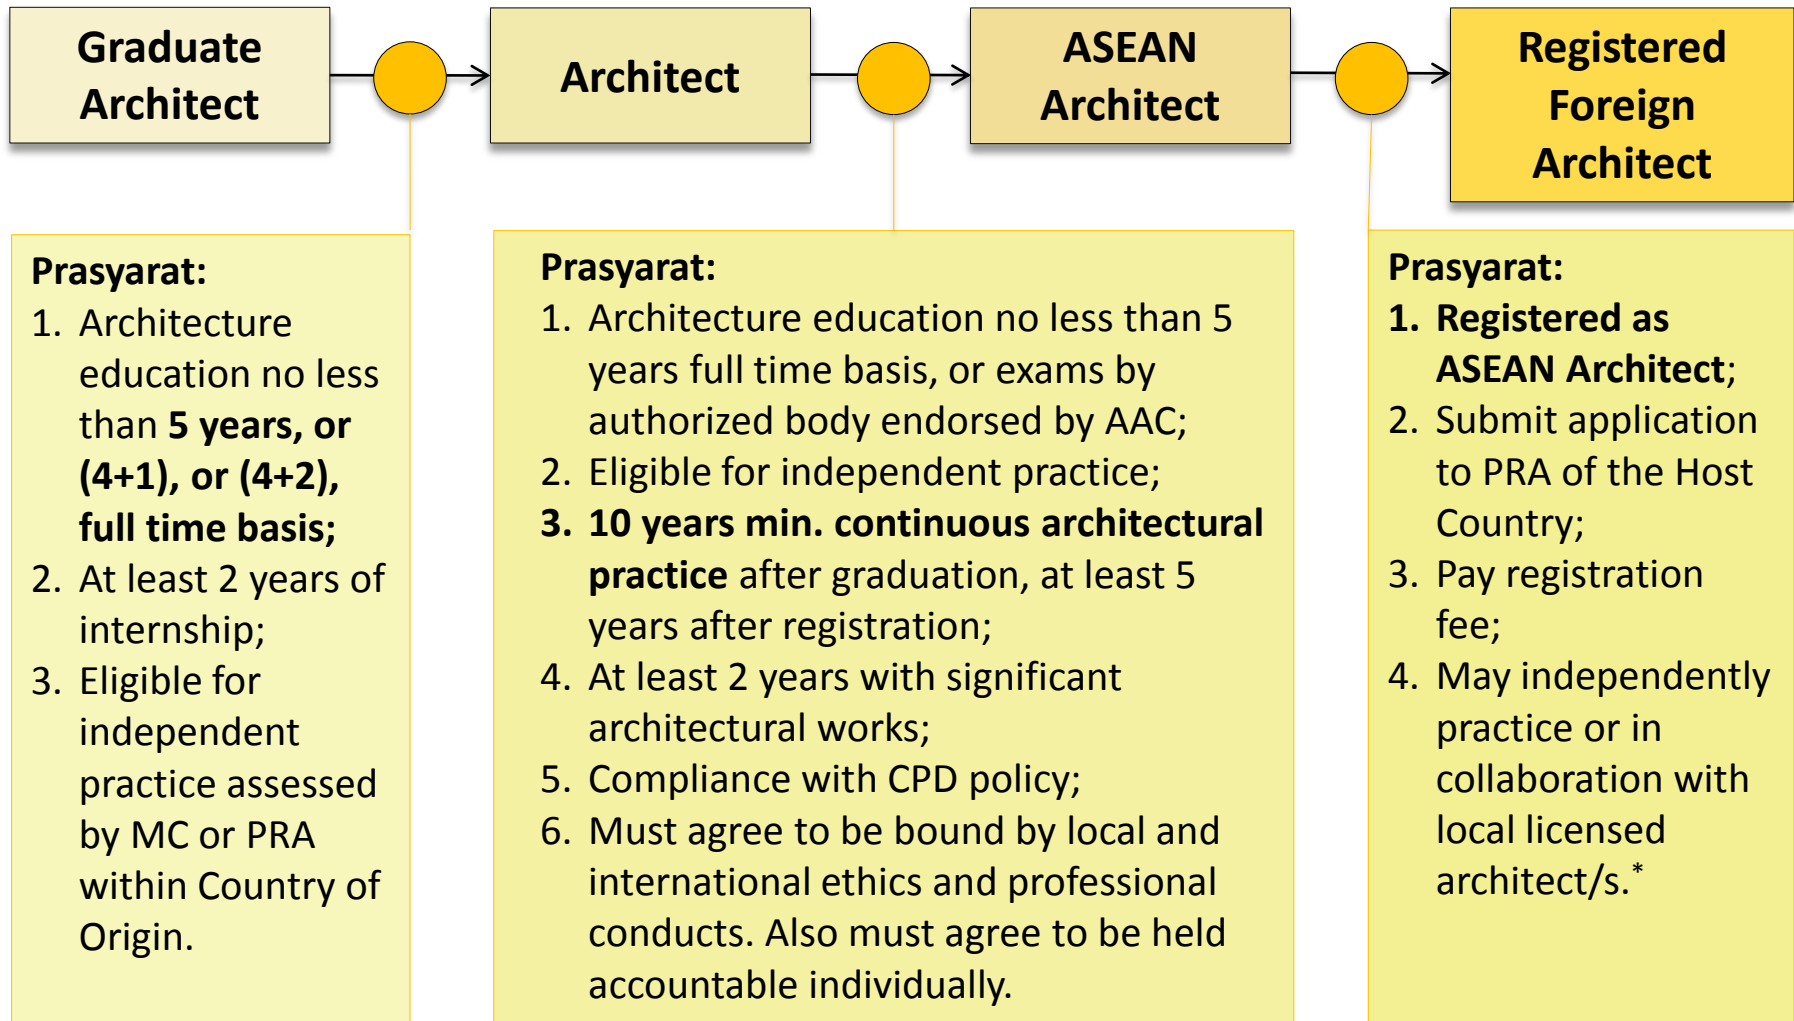 Graduate
Architect
Architect
ASEAN
Architect
Registered
Foreign
Architect
Prasyarat:
1. Architecture
education no less
than 5 years, or
(4+1), or (4+2),
full time basis;
2. At least 2 years of
internship;
3. Eligible for
independent
practice assessed
by MC or PRA
within Country of
Origin.
Prasyarat:
1. Architecture education no less than 5
years full time basis, or exams by
authorized body endorsed by AAC;
2. Eligible for independent practice;
3. 10 years min. continuous architectural
practice after graduation, at least 5
years after registration;
4. At least 2 years with significant
architectural works;
5. Compliance with CPD policy;
6. Must agree to be bound by local and
international ethics and professional
conducts. Also must agree to be held
accountable individually.
Prasyarat:
1. Registered as
ASEAN Architect;
2. Submit application
to PRA of the Host
Country;
3. Pay registration
fee;
4. May independently
practice or in
collaboration with
local licensed
architect/s.*